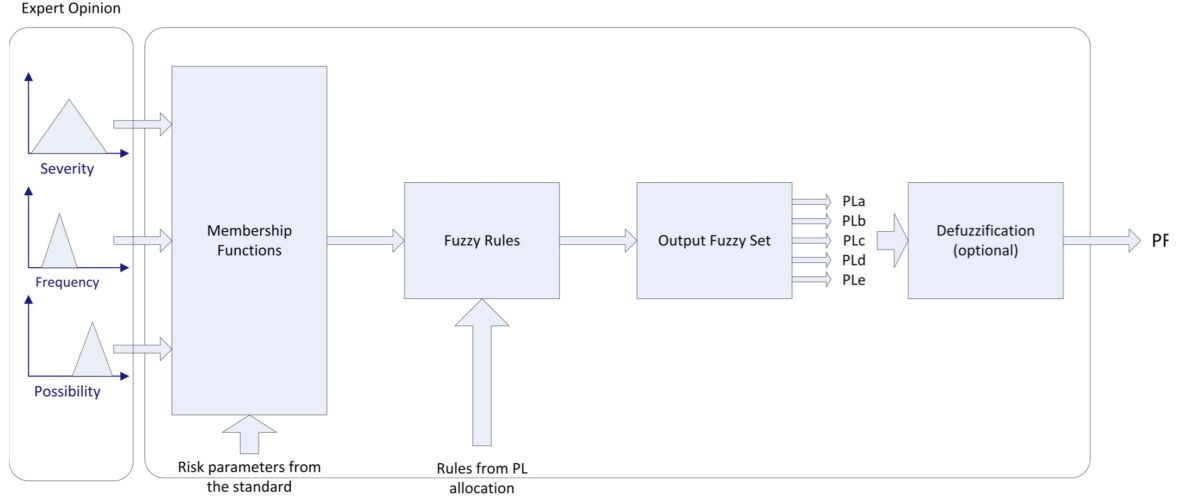 Expert Opinion
Severity
Frequency
Possibility
Membership
Functions
Risk parameters from
the standard
Fuzzy Rules
Rules from PL
allocation
Output Fuzzy Set
PLa
PLb
PLc
PLd
PLe
Defuzzification
(optional)